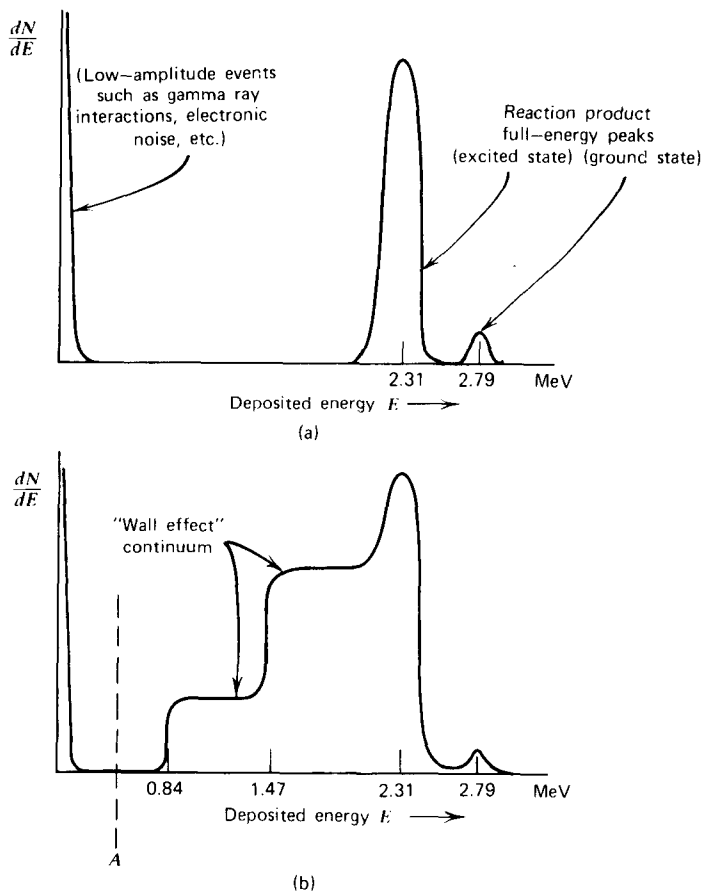 dN
dE
(Low–amplitude events
such as gamma ray
interactions, electronic
noise, etc.)
Reaction product
full–energy peaks
(excited state) (ground state)
2.31
2.79
MeV
Deposited energy E
(a)
dN
dE
"Wall effect"
continuum
0.84
1.47
2.31
2.79
MeV
Deposited energy E
A
(b)